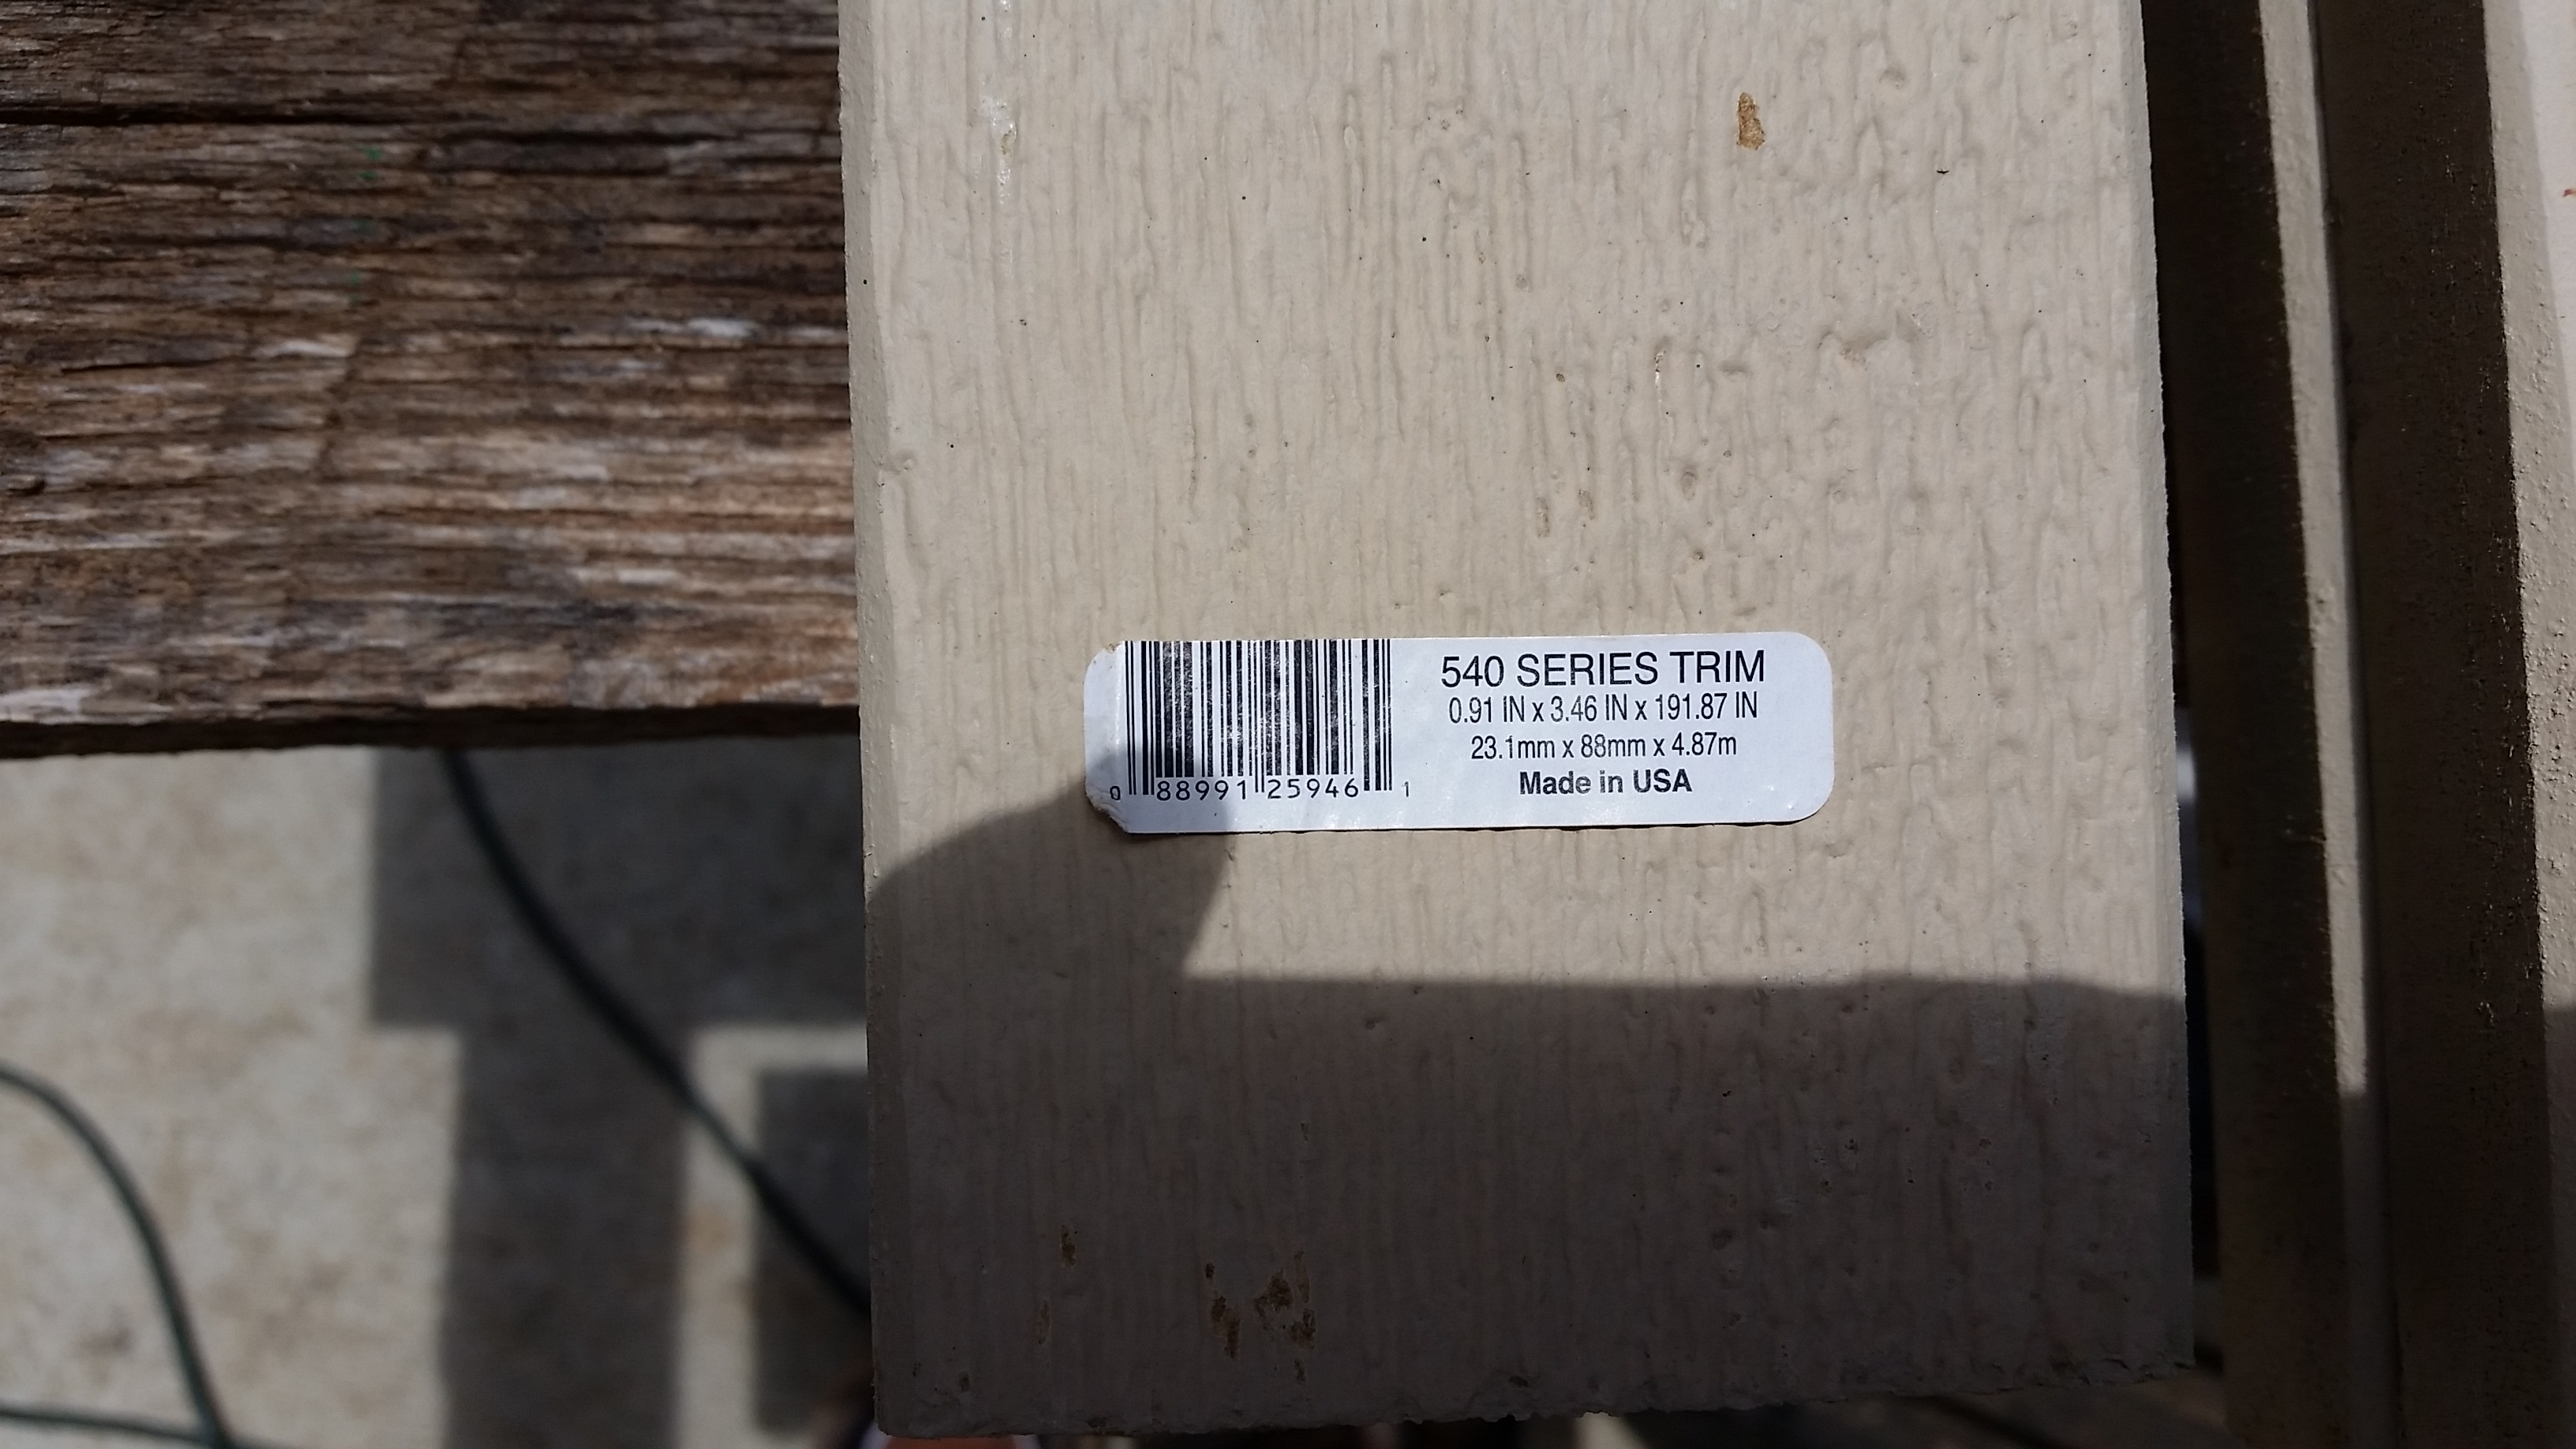 540 SERIES TRIM
0.91 IN x 3.46 IN x 191.87 IN
23.1mm x 88mm x 4.87m
Made in USA
0 88991 25946 1